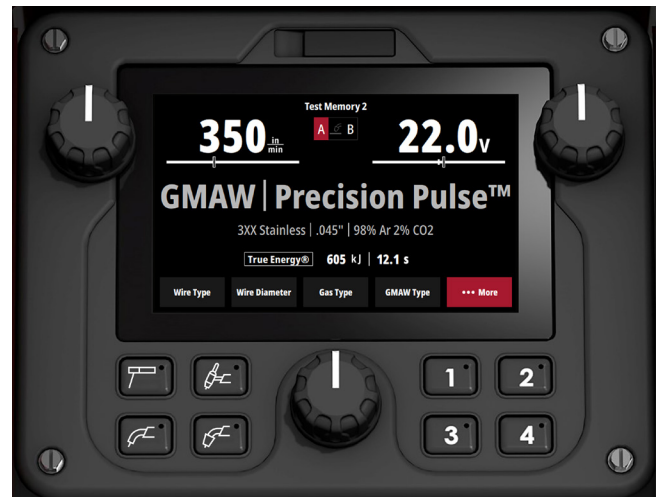 Test Memory 2
350 in/min
A B
22.0 V
GMAW | Precision Pulse™
3XX Stainless | .045" | 98% Ar 2% CO2
True Energy® 605 kJ | 12.1 s
Wire Type
Wire Diameter
Gas Type
GMAW Type
••• More
1
2
3
4